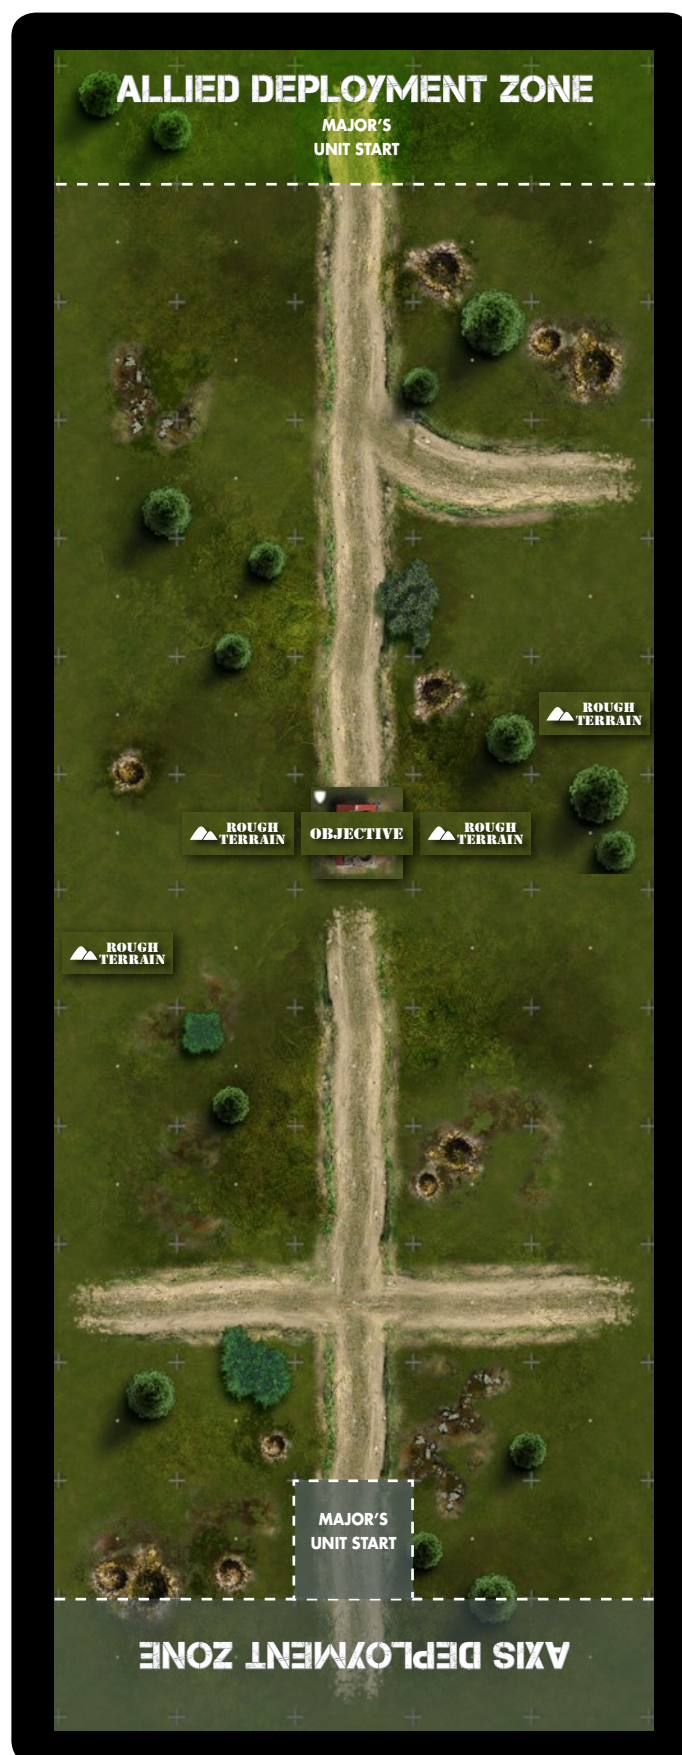 ALLIED DEPLOYMENT ZONE
MAJOR'S
UNIT START
ROUGH
TERRAIN
ROUGH
TERRAIN
OBJECTIVE
ROUGH
TERRAIN
ROUGH
TERRAIN
MAJOR'S
UNIT START
AXIS DEPLOYMENT ZONE